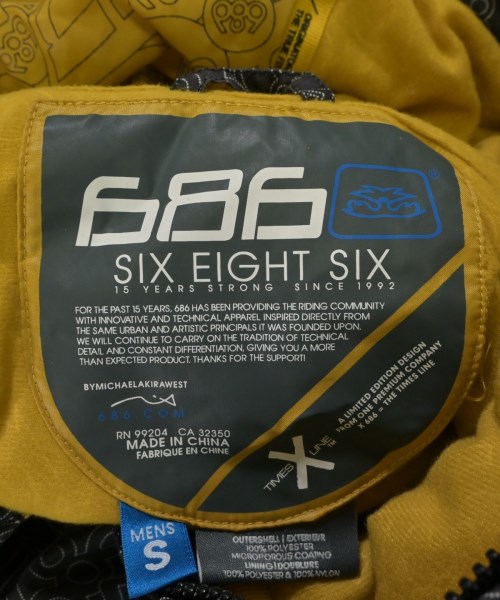 ORIGINATORS
THE TRUE FO
686
®
SIX EIGHT SIX
15 YEARS STRONG SINCE 1992
FOR THE PAST 15 YEARS, 686 HAS BEEN PROVIDING THE RIDING COMMUNITY
WITH INNOVATIVE AND TECHNICAL APPAREL INSPIRED DIRECTLY FROM
THE SAME URBAN AND ARTISTIC PRINCIPALS IT WAS FOUNDED UPON.
WE WILL CONTINUE TO CARRY ON THE TRADITION OF TECHNICAL
DETAIL AND CONSTANT DIFFERENTIATION, GIVING YOU A MORE
THAN EXPECTED PRODUCT. THANKS FOR THE SUPPORT!
BYMICHAELAKIRAWEST
686.COM
RN 99204 CA 32350
MADE IN CHINA
FABRIQUE EN CHINE
A LIMITED EDITION DESIGN
FROM ONE PREMIUM COMPANY
X 686 = THE TIMES LINE
TIMES X LINE
MENS
S
OUTERSHELL | EXTERIEUR
100% POLYESTER
MICROPOROUS COATING
LINING | DOUBLURE
100% POLYESTER & 100% NYLON